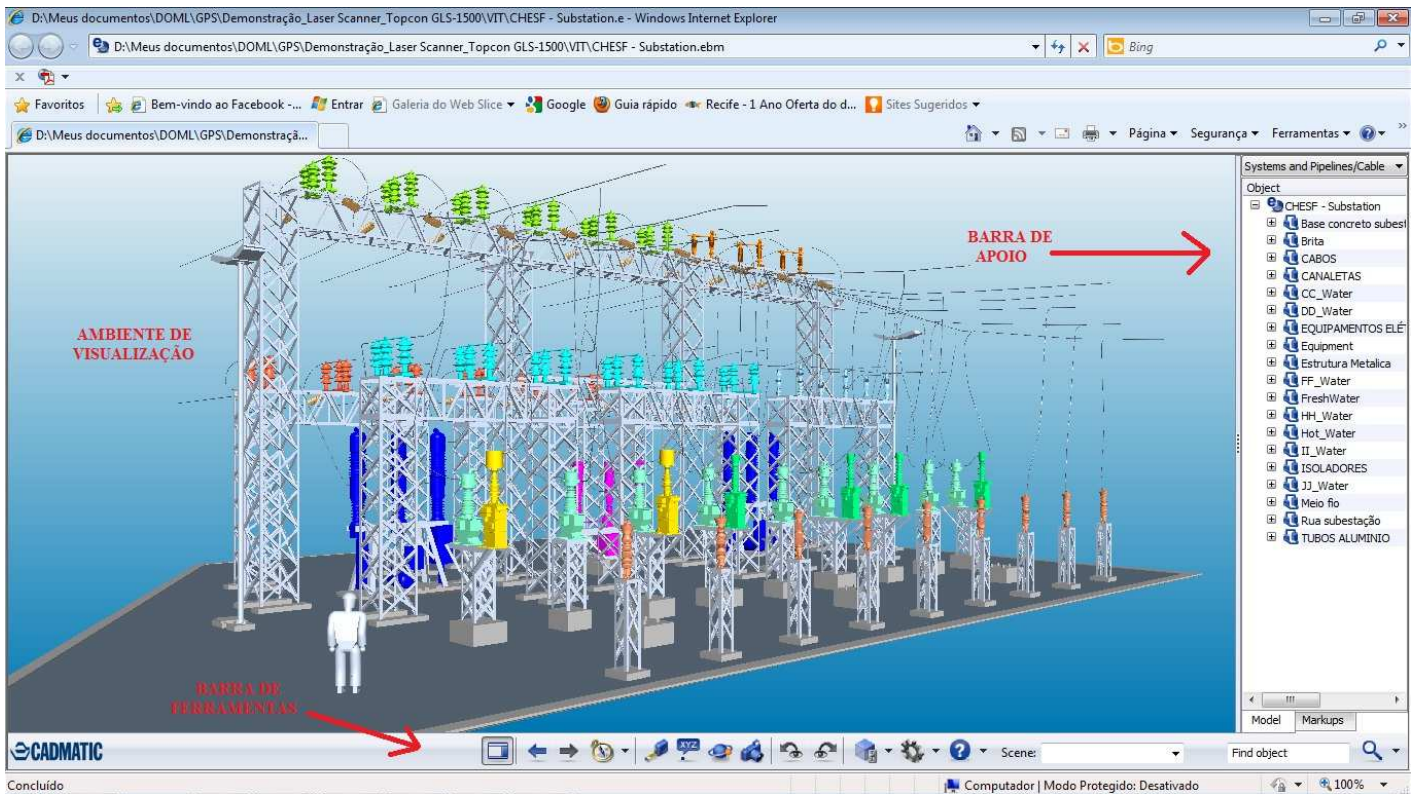 D:\Meus documentos\DOML\GPS\Demonstração_Laser Scanner_Topcon GLS-1500\VIT\CHESF - Substation.e - Windows Internet Explorer
D:\Meus documentos\DOML\GPS\Demonstração_Laser Scanner_Topcon GLS-1500\VIT\CHESF - Substation.ebm
Bing
Favoritos Bem-vindo ao Facebook -... Entrar Galeria do Web Slice Google Guia rápido Recife - 1 Ano Oferta do d... Sites Sugeridos
D:\Meus documentos\DOML\GPS\Demonstraçã...
Página Segurança Ferramentas
Systems and Pipelines/Cable
Object
CHESF - Substation
Base concreto subest
Brita
CABOS
CANALETAS
CC_Water
DD_Water
EQUIPAMENTOS ELÉT
Equipment
Estrutura Metalica
FF_Water
FreshWater
HH_Water
Hot_Water
II_Water
ISOLADORES
JJ_Water
Meio fio
Rua subestação
TUBOS ALUMINIO
BARRA DE
APOIO
AMBIENTE DE
VISUALIZAÇÃO
BARRA DE
FERRAMENTAS
Model Markups
CADMATIC
XYZ
Scene:
Find object
Concluído
Computador | Modo Protegido: Desativado
100%